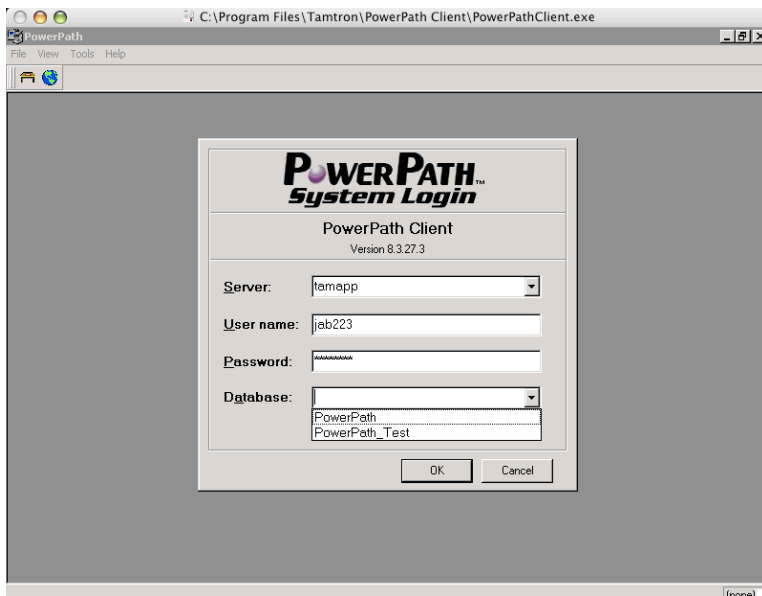 C:\Program Files\Tamtron\PowerPath Client\PowerPathClient.exe
PowerPath
File View Tools Help
POWERPATH™
System Login
PowerPath Client
Version 8.3.27.3
Server: tamapp
User name: jab223
Password: ********
Database:
PowerPath
PowerPath_Test
OK Cancel
(none)